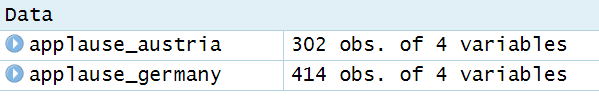 Data
applause_austria 302 obs. of 4 variables
applause_germany 414 obs. of 4 variables